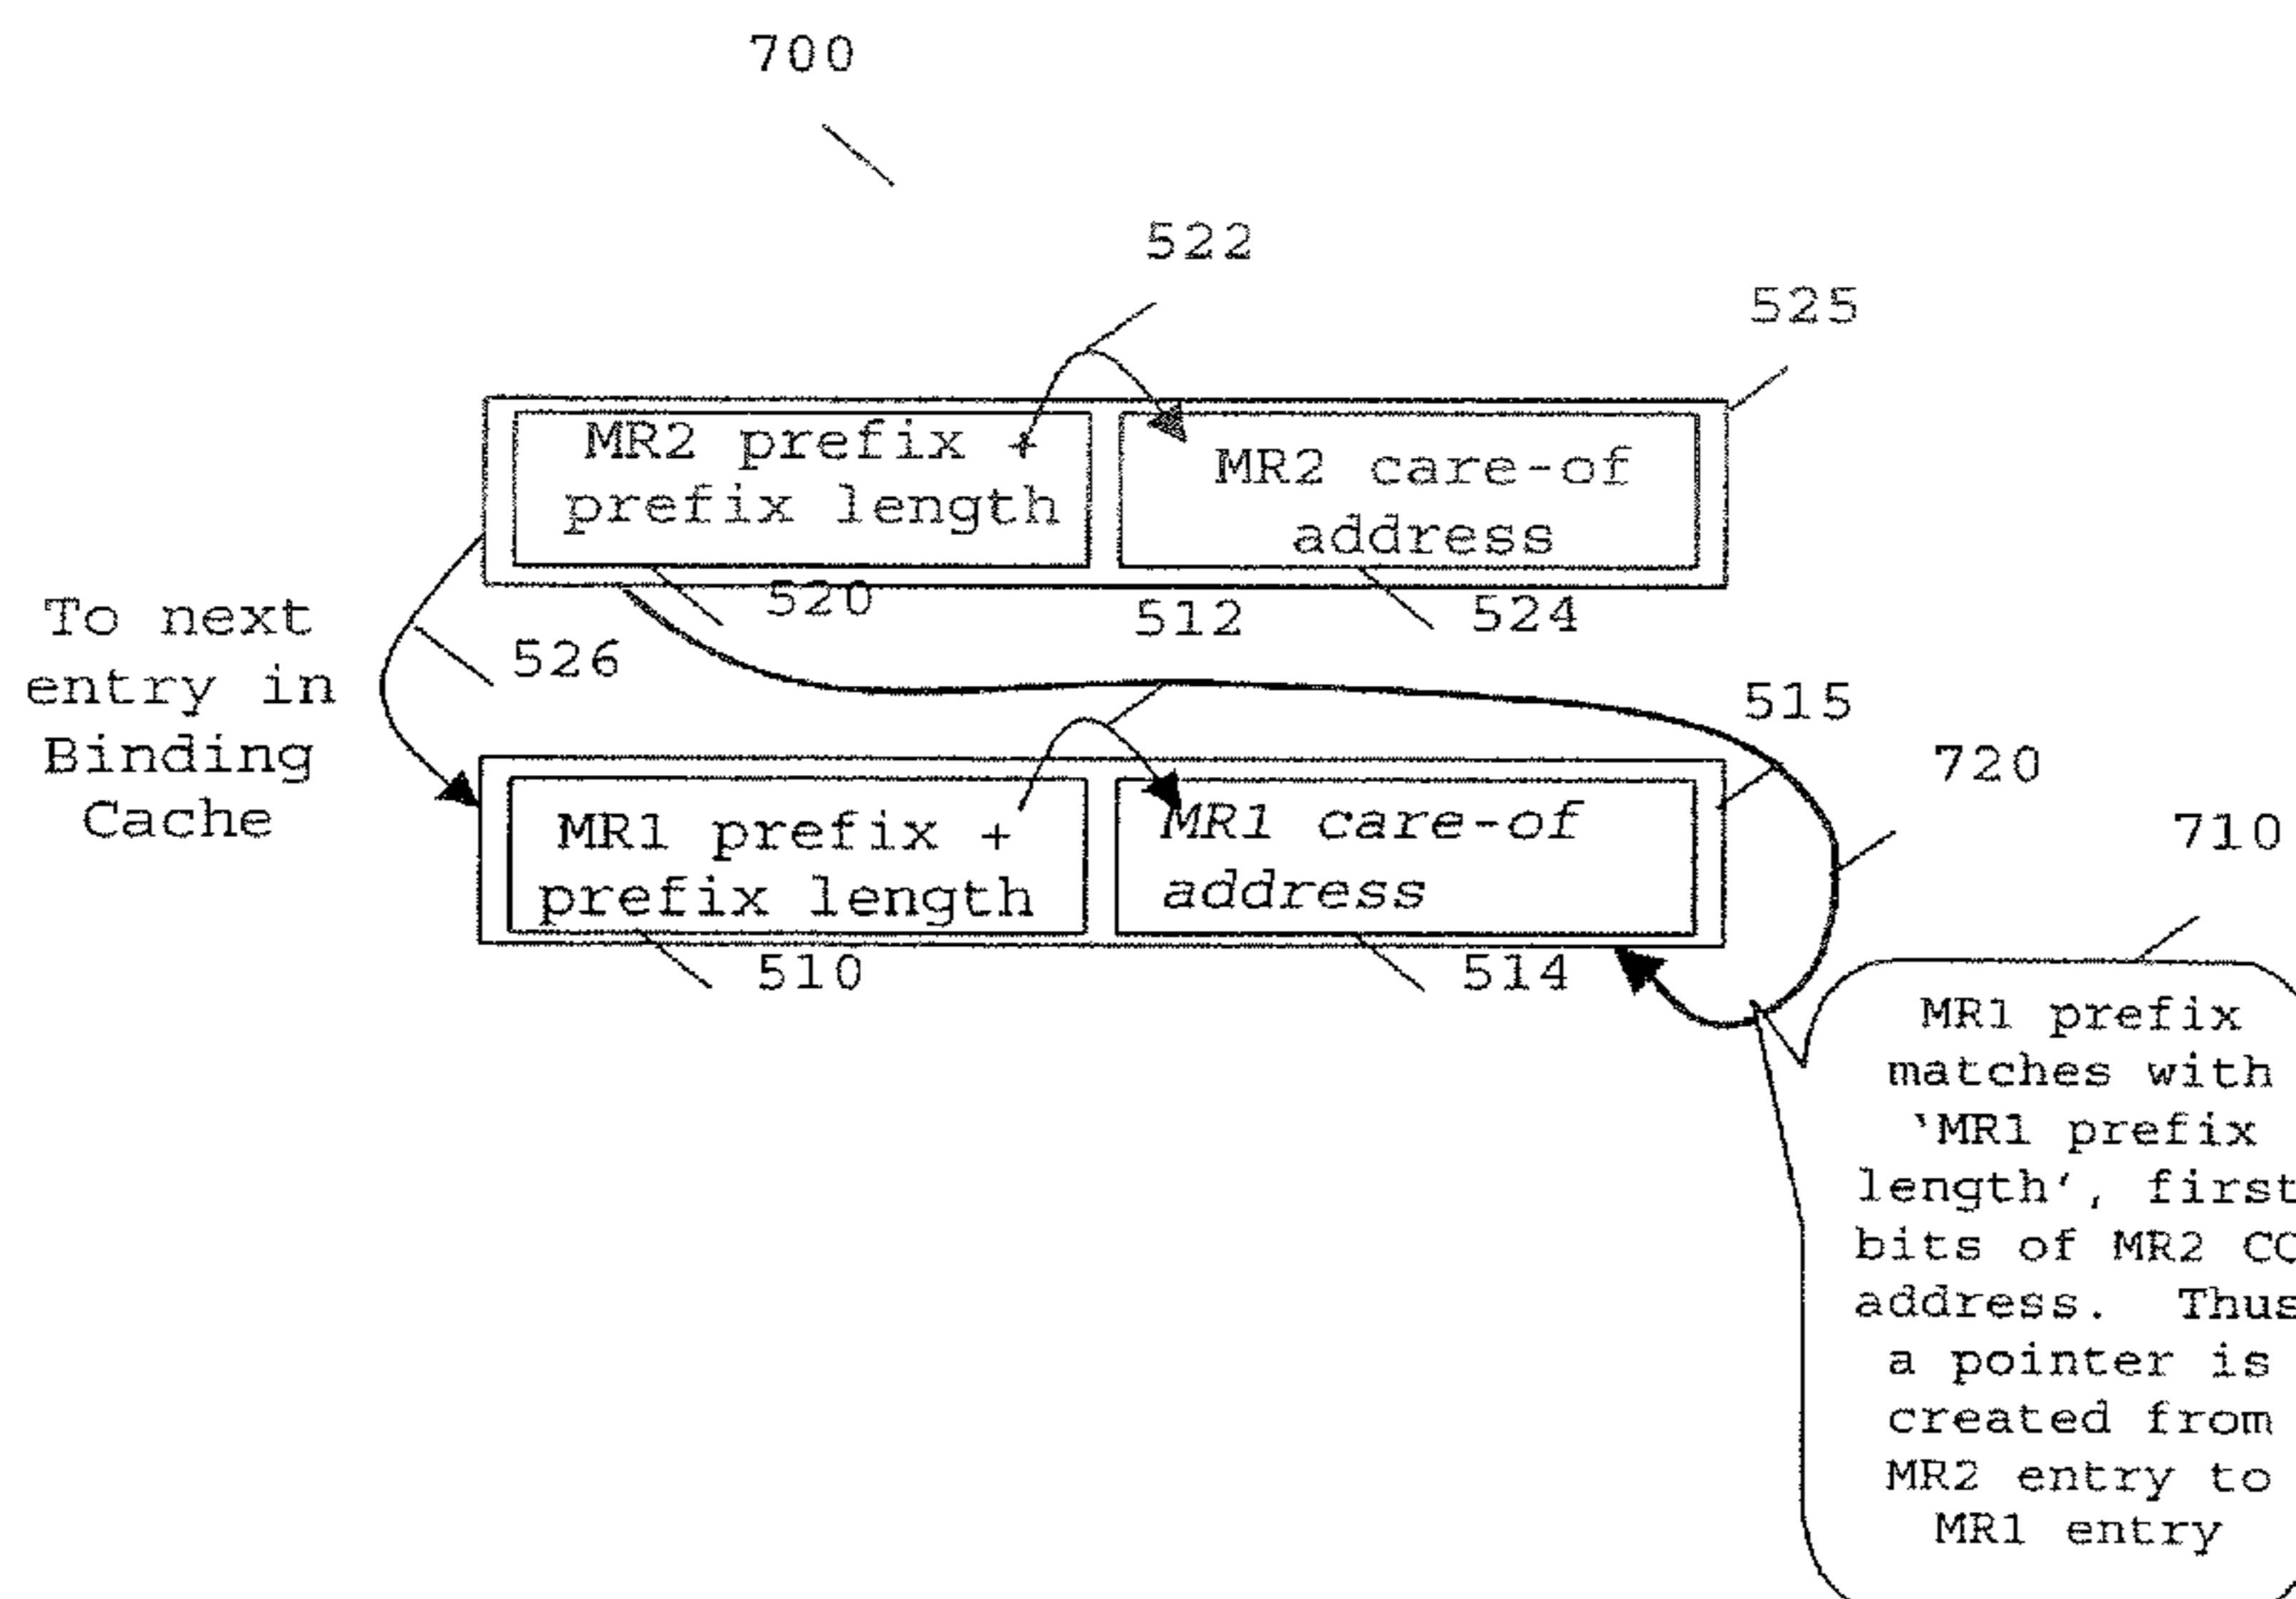 700
522
525
MR2 prefix +
prefix length
MR2 care-of
address
520
512
524
To next
entry in
Binding
Cache
526
515
720
710
MR1 prefix +
prefix length
MR1 care-of
address
510
514
MR1 prefix
matches with
‘MR1 prefix
length’, first
bits of MR2 CO
address. Thus
a pointer is
created from
MR2 entry to
MR1 entry